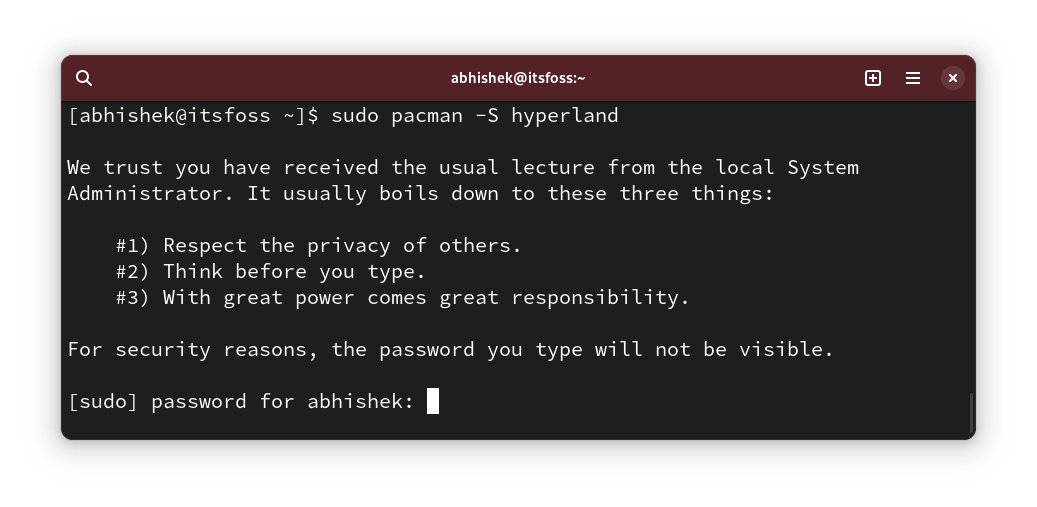 abhishek@itsfoss:~
[abhishek@itsfoss ~]$ sudo pacman -S hyperland
We trust you have received the usual lecture from the local System
Administrator. It usually boils down to these three things:
#1) Respect the privacy of others.
#2) Think before you type.
#3) With great power comes great responsibility.
For security reasons, the password you type will not be visible.
[sudo] password for abhishek: